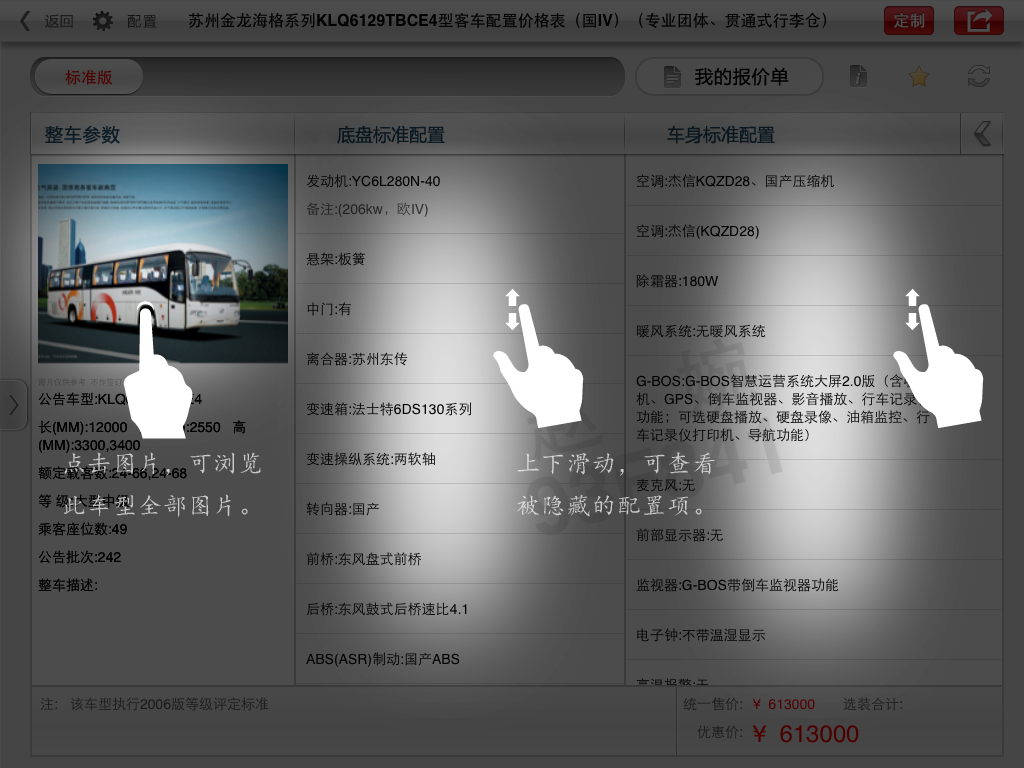 返回 配置 苏州金龙海格系列KLQ6129TBCE4型客车配置价格表（国IV）（专业团体、贯通式行李仓） 定制
标准版 我的报价单
整车参数 底盘标准配置 车身标准配置
公告车型:KLQ
长(MM):12000 :2550 高
(MM):3300,3400
额定载客数:24-66,24-68
乘客座位数:49
公告批次:242
整车描述:
点击图片，可浏览
此车型全部图片。
发动机:YC6L280N-40
备注:(206kw，欧IV)
悬架:板簧
中门:有
离合器:苏州东传
变速箱:法士特6DS130系列
变速操纵系统:两软轴
转向器:国产
前桥:东风盘式前桥
后桥:东风鼓式后桥速比4.1
ABS(ASR)制动:国产ABS
空调:杰信KQZD28、国产压缩机
空调:杰信(KQZD28)
除霜器:180W
暖风系统:无暖风系统
G-BOS:G-BOS智慧运营系统大屏2.0版（含
机、GPS、倒车监视器、影音播放、行车记录
功能；可选硬盘播放、硬盘录像、油箱监控、行
车记录仪打印机、导航功能）
上下滑动，可查看
被隐藏的配置项。
麦克风:无
前部显示器:无
监视器:G-BOS带倒车监视器功能
电子钟:不带温湿显示
高温报警:无
注: 该车型执行2006版等级评定标准
统一售价: ￥ 613000 选装合计:
优惠价: ￥ 613000